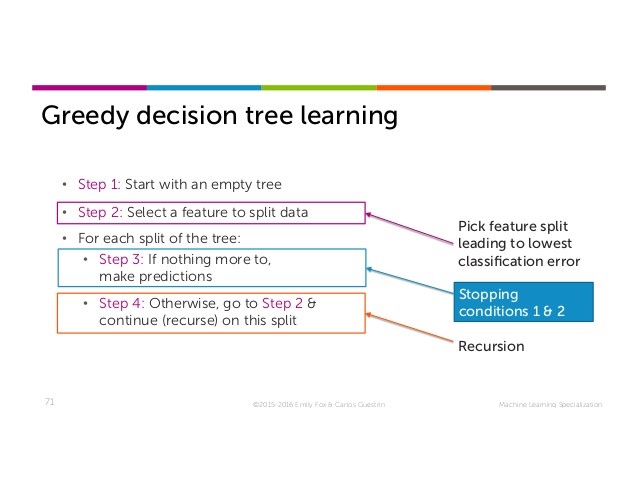 Greedy decision tree learning
• Step 1: Start with an empty tree
• Step 2: Select a feature to split data
• For each split of the tree:
• Step 3: If nothing more to,
make predictions
• Step 4: Otherwise, go to Step 2 &
continue (recurse) on this split
Pick feature split
leading to lowest
classification error
Stopping
conditions 1 & 2
Recursion
71
©2015-2016 Emily Fox & Carlos Guestrin
Machine Learning Specialization